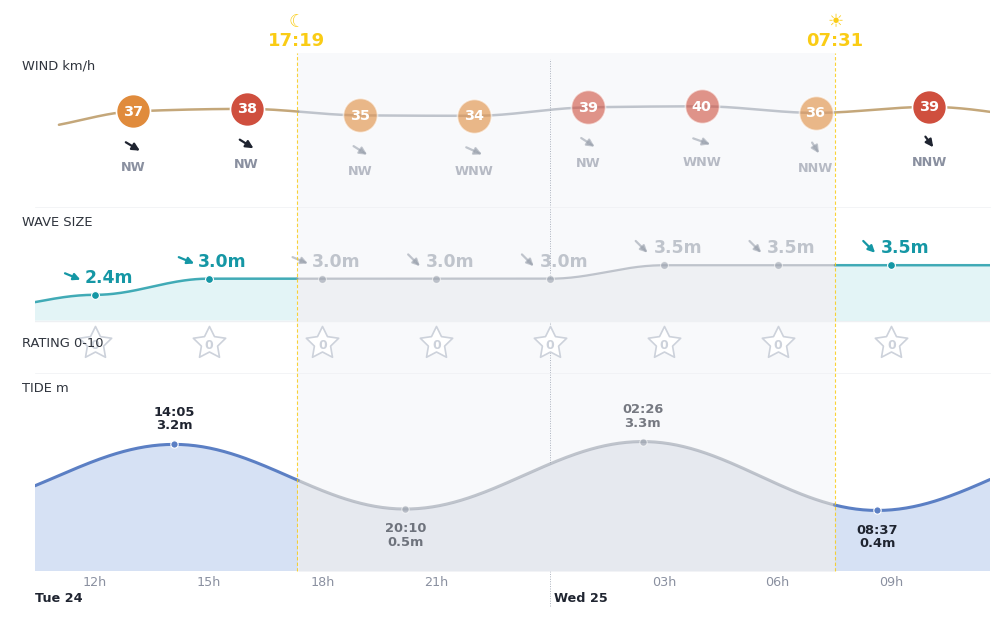 17:19 07:31
WIND km/h
37 38 35 34 39 40 36 39
NW NW NW WNW NW WNW NNW NNW
WAVE SIZE
2.4m 3.0m 3.0m 3.0m 3.0m 3.5m 3.5m 3.5m
RATING 0-10
0 0 0 0 0 0 0
TIDE m
14:05
3.2m
02:26
3.3m
20:10
0.5m
08:37
0.4m
12h 15h 18h 21h 03h 06h 09h
Tue 24 Wed 25